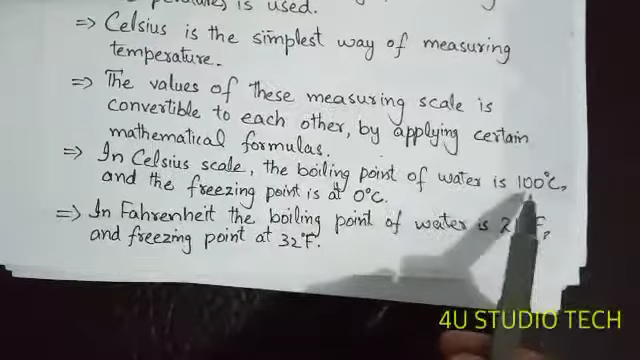 is used.
⇒ Celsius is the simplest way of measuring
temperature.
⇒ The values of these measuring scale is
convertible to each other, by applying certain
mathematical formulas.
⇒ In Celsius scale, the boiling point of water is 100°C,
and the freezing point is at 0°C.
⇒ In Fahrenheit the boiling point of water is
and freezing point at 32°F.
4U STUDIO TECH